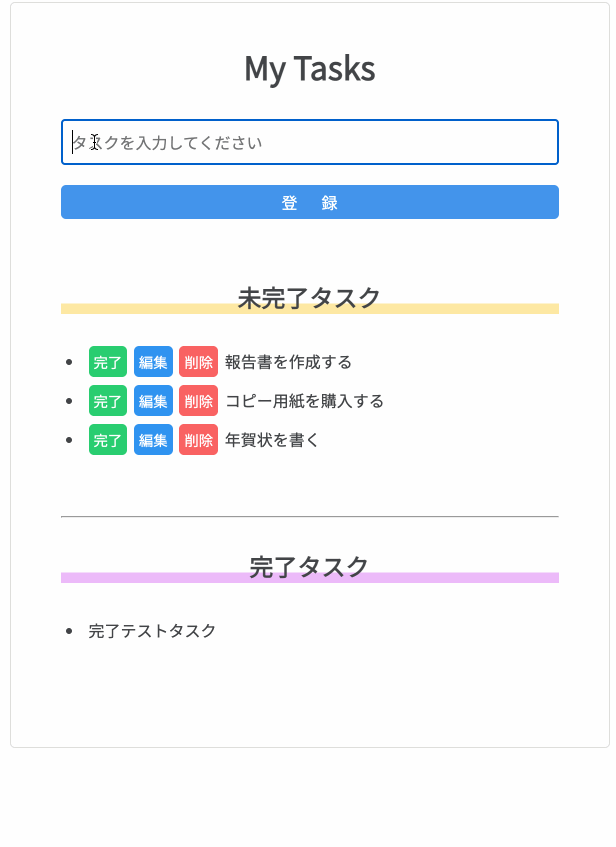 My Tasks
タスクを入力してください
登 録
未完了タスク
完了 編集 削除 報告書を作成する
完了 編集 削除 コピー用紙を購入する
完了 編集 削除 年賀状を書く
完了タスク
完了テストタスク